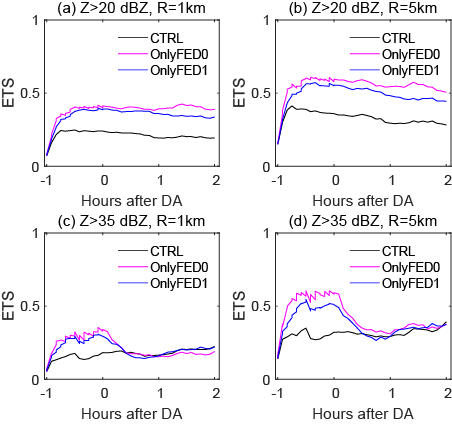 (a) Z>20 dBZ, R=1km
1
0.5
0
ETS
CTRL
OnlyFED0
OnlyFED1
-1 0 1 2
Hours after DA
(b) Z>20 dBZ, R=5km
1
0.5
0
ETS
CTRL
OnlyFED0
OnlyFED1
-1 0 1 2
Hours after DA
(c) Z>35 dBZ, R=1km
1
0.5
0
ETS
CTRL
OnlyFED0
OnlyFED1
-1 0 1 2
Hours after DA
(d) Z>35 dBZ, R=5km
1
0.5
0
ETS
CTRL
OnlyFED0
OnlyFED1
-1 0 1 2
Hours after DA